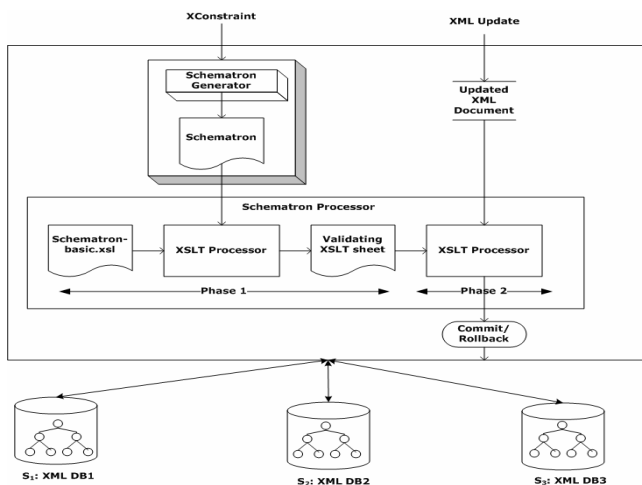 XConstraint
XML Update
Schematron
Generator
Updated
XML
Document
Schematron
Schematron Processor
Schematron-
basic.xsl
XSLT Processor
Validating
XSLT sheet
XSLT Processor
Phase 1
Phase 2
Commit/
Rollback
S₁: XML DB1
S₂: XML DB2
S₃: XML DB3